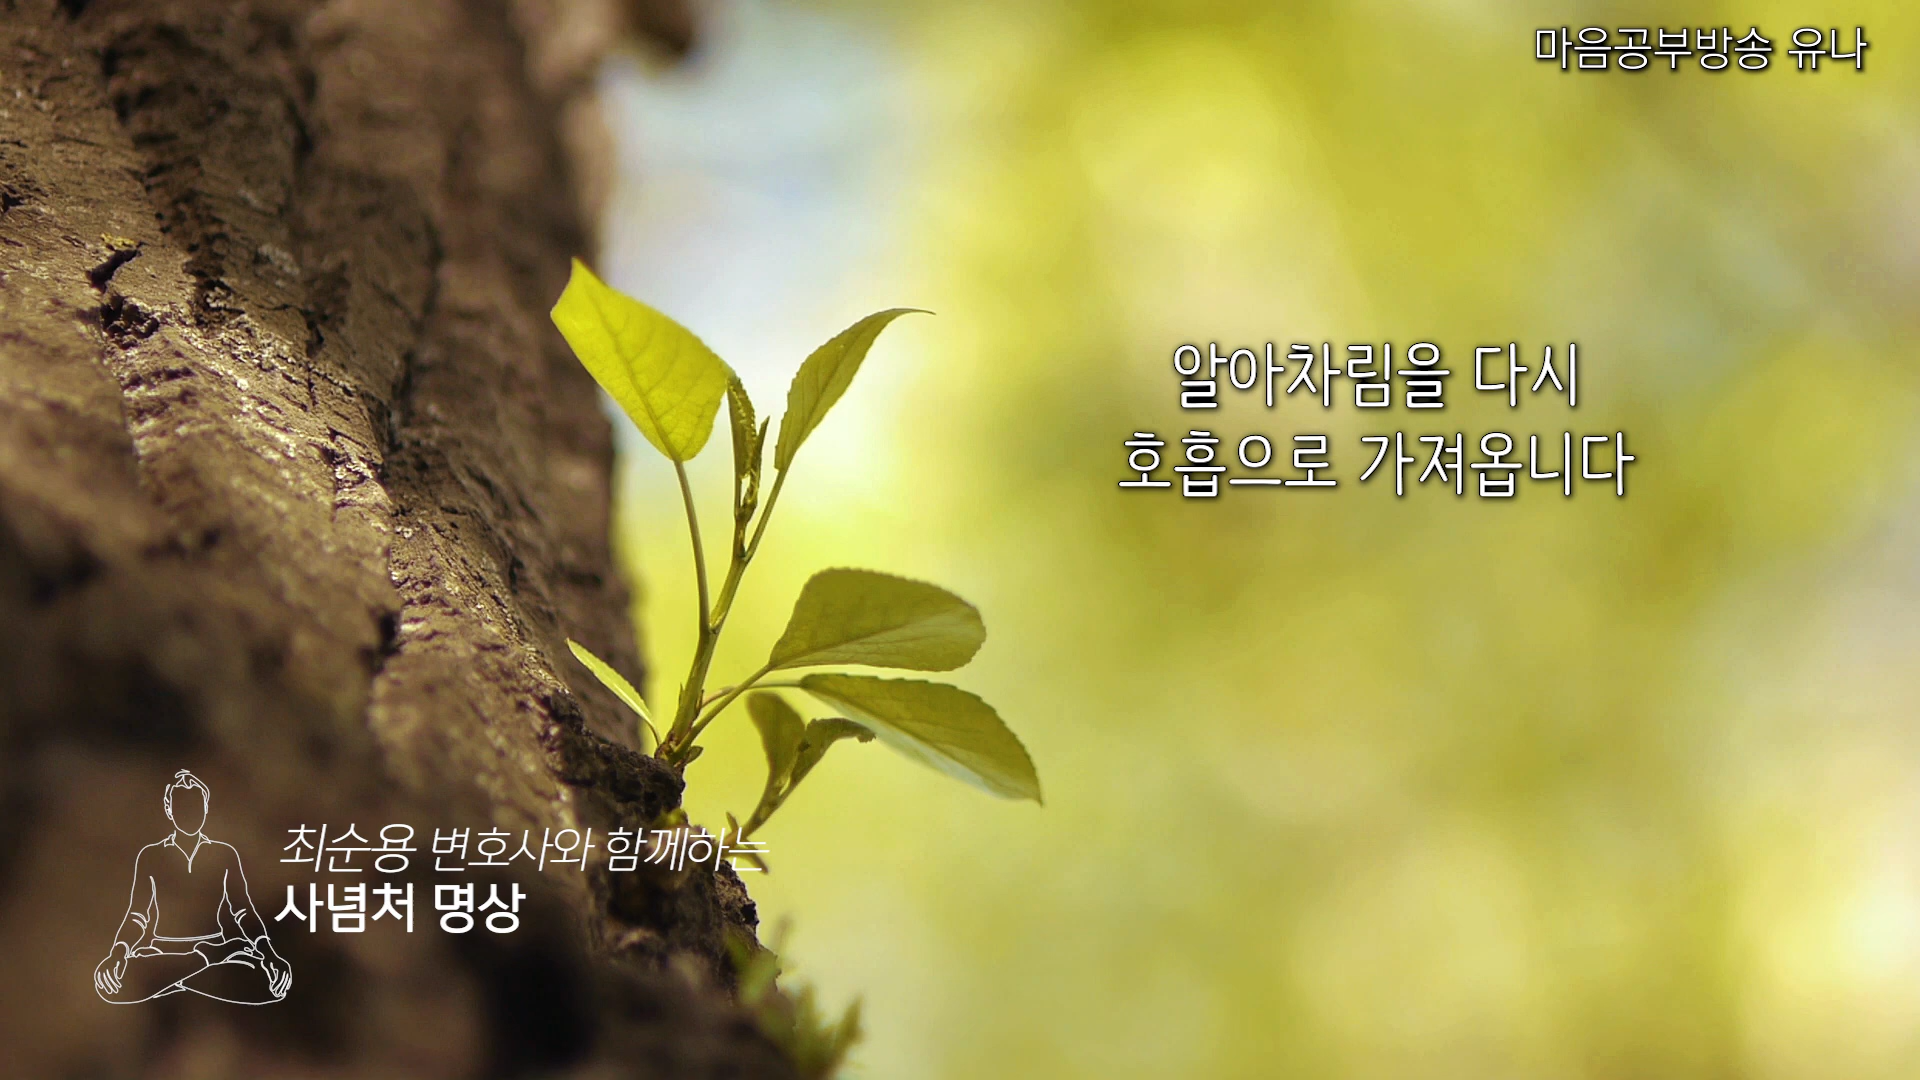 마음공부방송 유나
알아차림을 다시
호흡으로 가져옵니다
최순용 변호사와 함께하는
사념처 명상